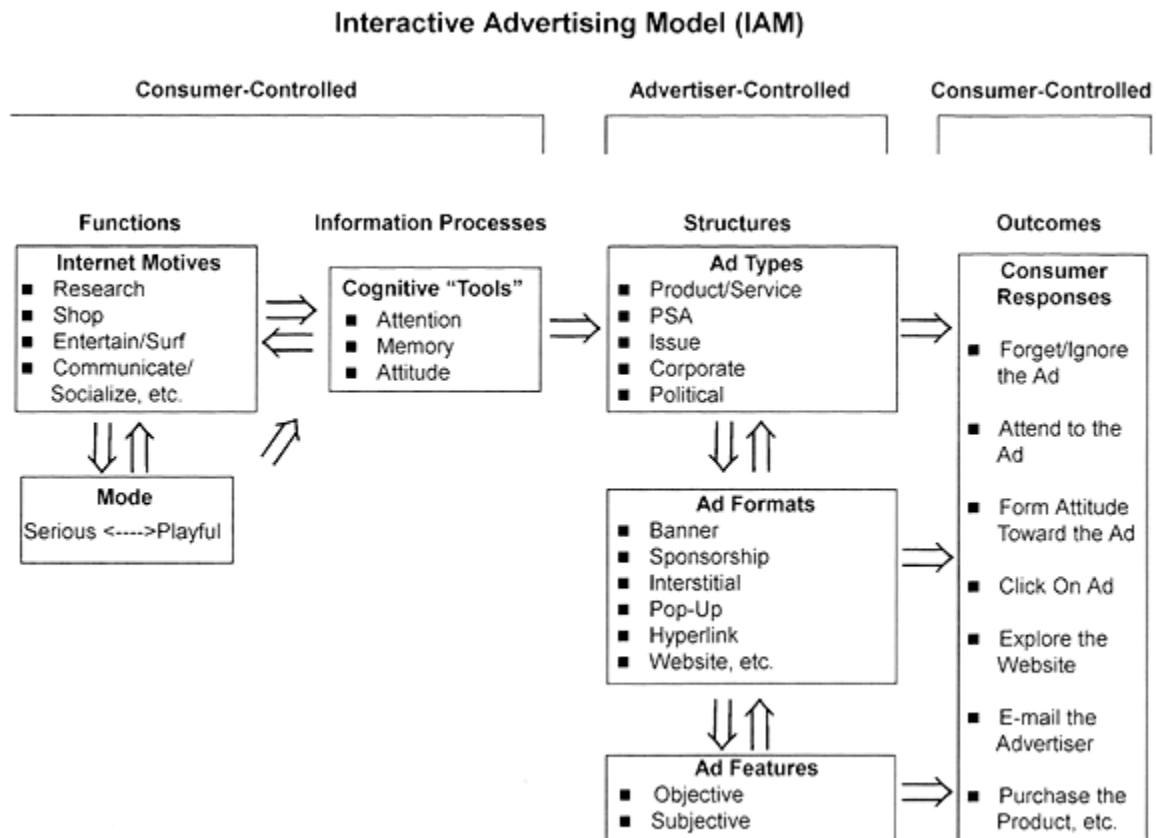 Interactive Advertising Model (IAM)
Consumer-Controlled
Advertiser-Controlled
Consumer-Controlled
Functions
Internet Motives
■ Research
■ Shop
■ Entertain/Surf
■ Communicate/
Socialize, etc.
Mode
Serious <---->Playful
Information Processes
Cognitive “Tools”
■ Attention
■ Memory
■ Attitude
Structures
Ad Types
■ Product/Service
■ PSA
■ Issue
■ Corporate
■ Political
Ad Formats
■ Banner
■ Sponsorship
■ Interstitial
■ Pop-Up
■ Hyperlink
■ Website, etc.
Ad Features
■ Objective
■ Subjective
Outcomes
Consumer
Responses
■ Forget/Ignore
the Ad
■ Attend to the
Ad
■ Form Attitude
Toward the Ad
■ Click On Ad
■ Explore the
Website
■ E-mail the
Advertiser
■ Purchase the
Product, etc.